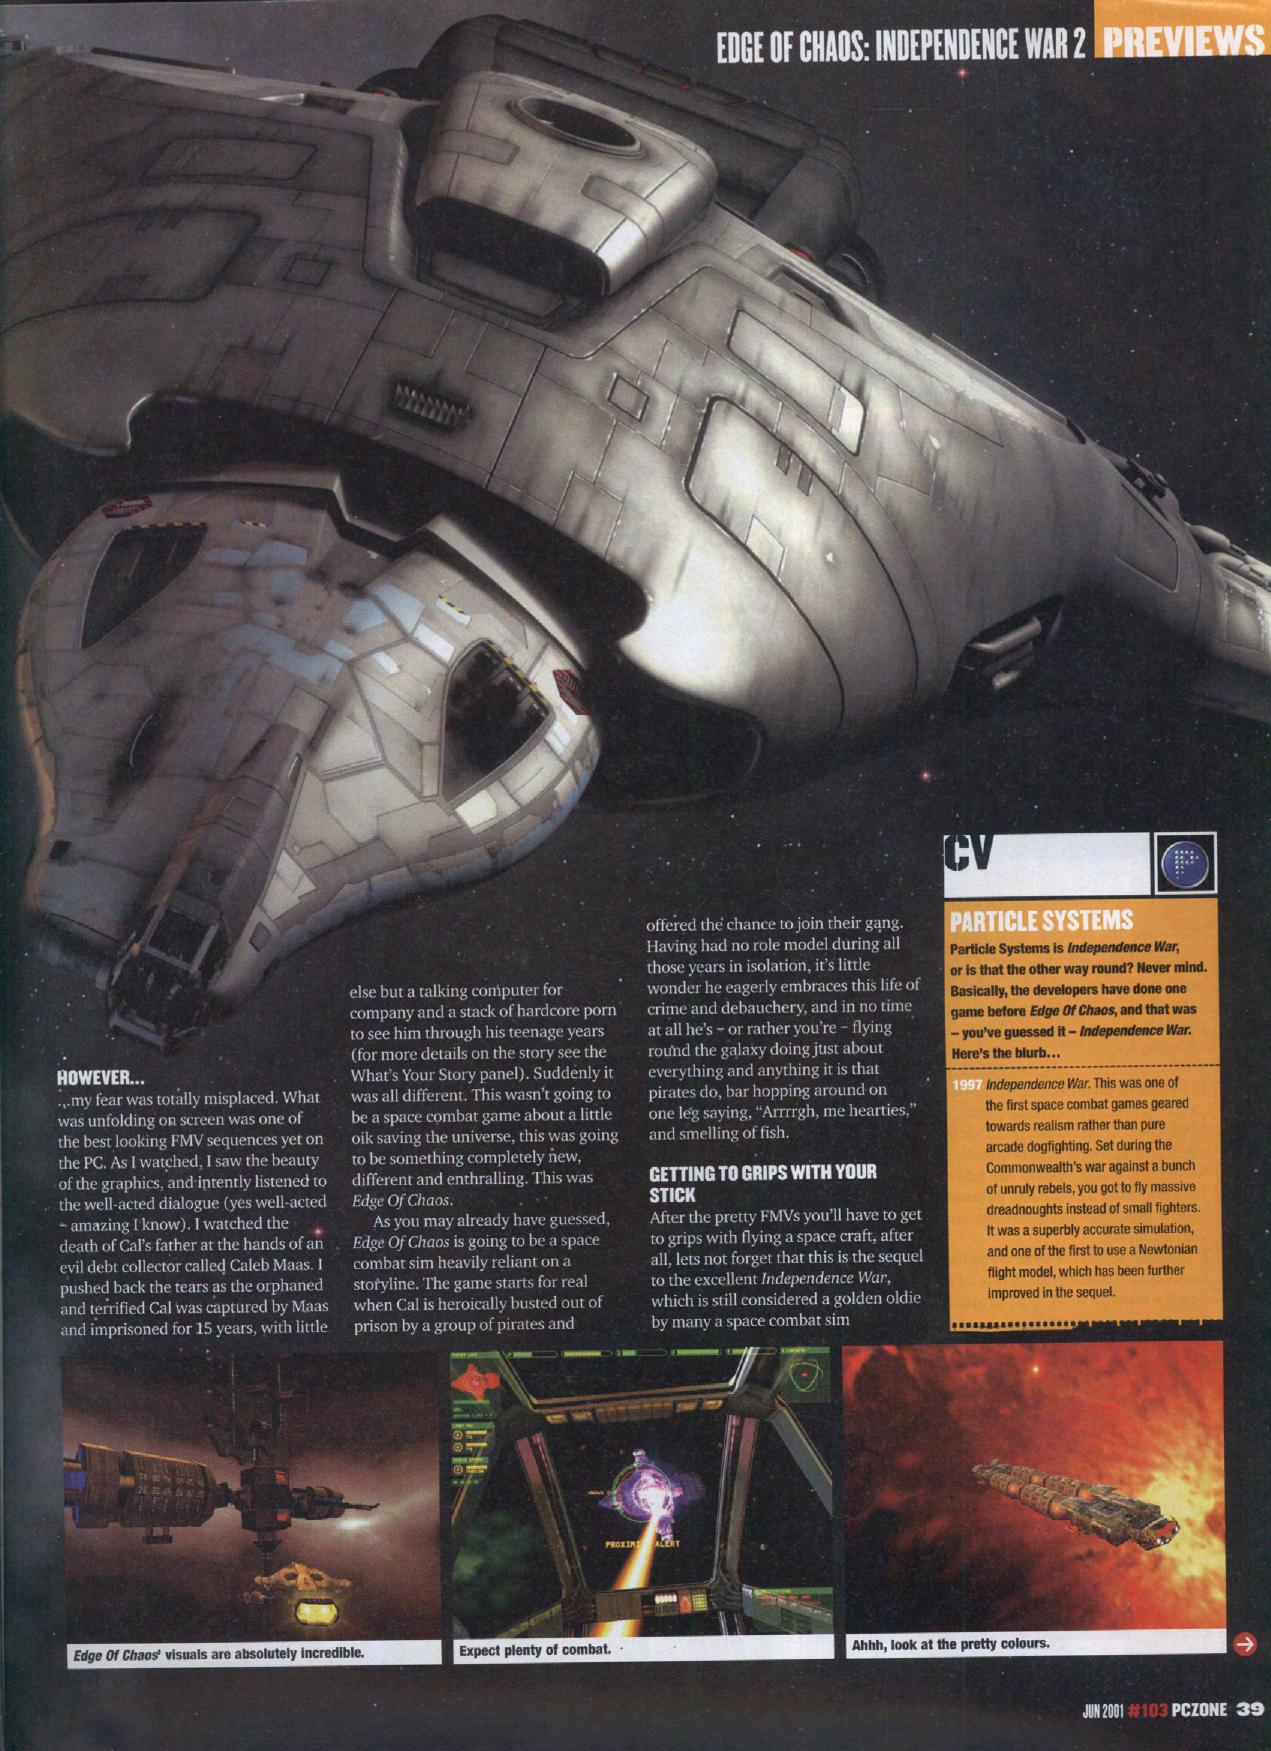 EDGE OF CHAOS: INDEPENDENCE WAR 2 PREVIEWS
HOWEVER...
...my fear was totally misplaced. What
was unfolding on screen was one of
the best looking FMV sequences yet on
the PC. As I watched, I saw the beauty
of the graphics, and intently listened to
the well-acted dialogue (yes well-acted
– amazing I know). I watched the
death of Cal's father at the hands of an
evil debt collector called Caleb Maas. I
pushed back the tears as the orphaned
and terrified Cal was captured by Maas
and imprisoned for 15 years, with little
else but a talking computer for
company and a stack of hardcore porn
to see him through his teenage years
(for more details on the story see the
What's Your Story panel). Suddenly it
was all different. This wasn't going to
be a space combat game about a little
oik saving the universe, this was going
to be something completely new,
different and enthralling. This was
Edge Of Chaos.
As you may already have guessed,
Edge Of Chaos is going to be a space
combat sim heavily reliant on a
storyline. The game starts for real
when Cal is heroically busted out of
prison by a group of pirates and
offered the chance to join their gang.
Having had no role model during all
those years in isolation, it's little
wonder he eagerly embraces this life of
crime and debauchery, and in no time
at all he's – or rather you're – flying
round the galaxy doing just about
everything and anything it is that
pirates do, bar hopping around on
one leg saying, "Arrrrgh, me hearties,"
and smelling of fish.
GETTING TO GRIPS WITH YOUR
STICK
After the pretty FMVs you'll have to get
to grips with flying a space craft, after
all, lets not forget that this is the sequel
to the excellent Independence War,
which is still considered a golden oldie
by many a space combat sim
CV
PARTICLE SYSTEMS
Particle Systems is Independence War,
or is that the other way round? Never mind.
Basically, the developers have done one
game before Edge Of Chaos, and that was
– you've guessed it – Independence War.
Here's the blurb...
1997 Independence War. This was one of
the first space combat games geared
towards realism rather than pure
arcade dogfighting. Set during the
Commonwealth's war against a bunch
of unruly rebels, you got to fly massive
dreadnoughts instead of small fighters.
It was a superbly accurate simulation,
and one of the first to use a Newtonian
flight model, which has been further
improved in the sequel.
PROXIMI ALERT
Edge Of Chaos' visuals are absolutely incredible.
Expect plenty of combat.
Ahhh, look at the pretty colours.
JUN 2001 #103 PCZONE 39